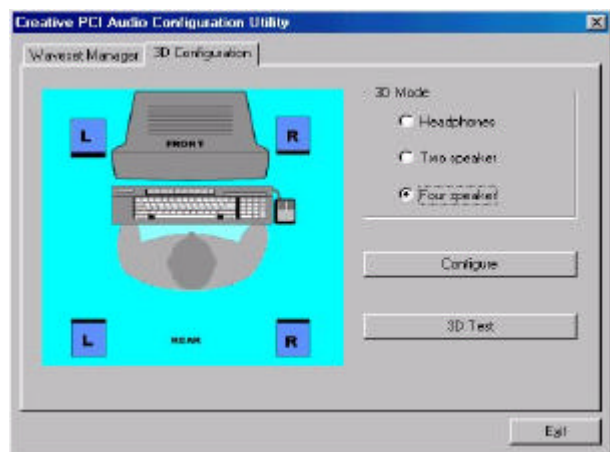 Creative PCI Audio Configuration Utility
Waveset Manager
3D Configuration
3D Mode
L
FRONT
R
Headphones
Two speaker
Four speaker
Configure
3D Test
L
REAR
R
Exit